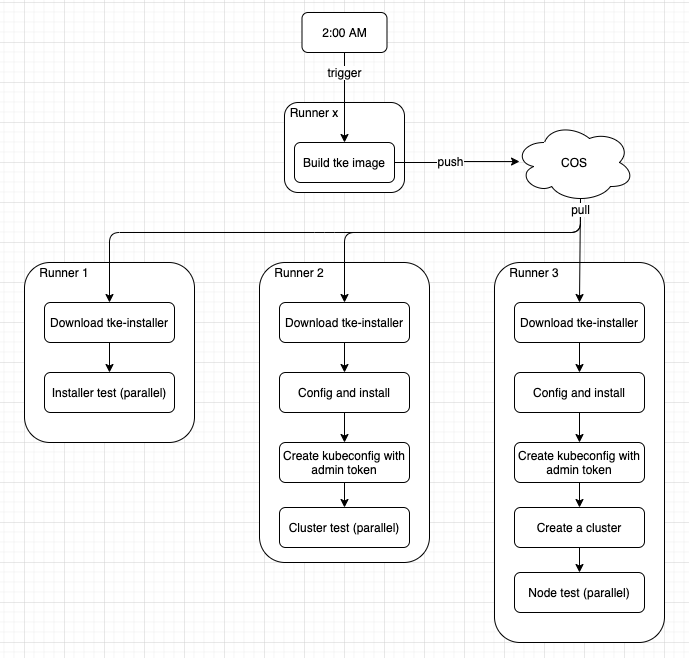 2:00 AM
trigger
Runner x
Build tke image
push
COS
pull
Runner 1
Download tke-installer
Installer test (parallel)
Runner 2
Download tke-installer
Config and install
Create kubeconfig with
admin token
Cluster test (parallel)
Runner 3
Download tke-installer
Config and install
Create kubeconfig with
admin token
Create a cluster
Node test (parallel)